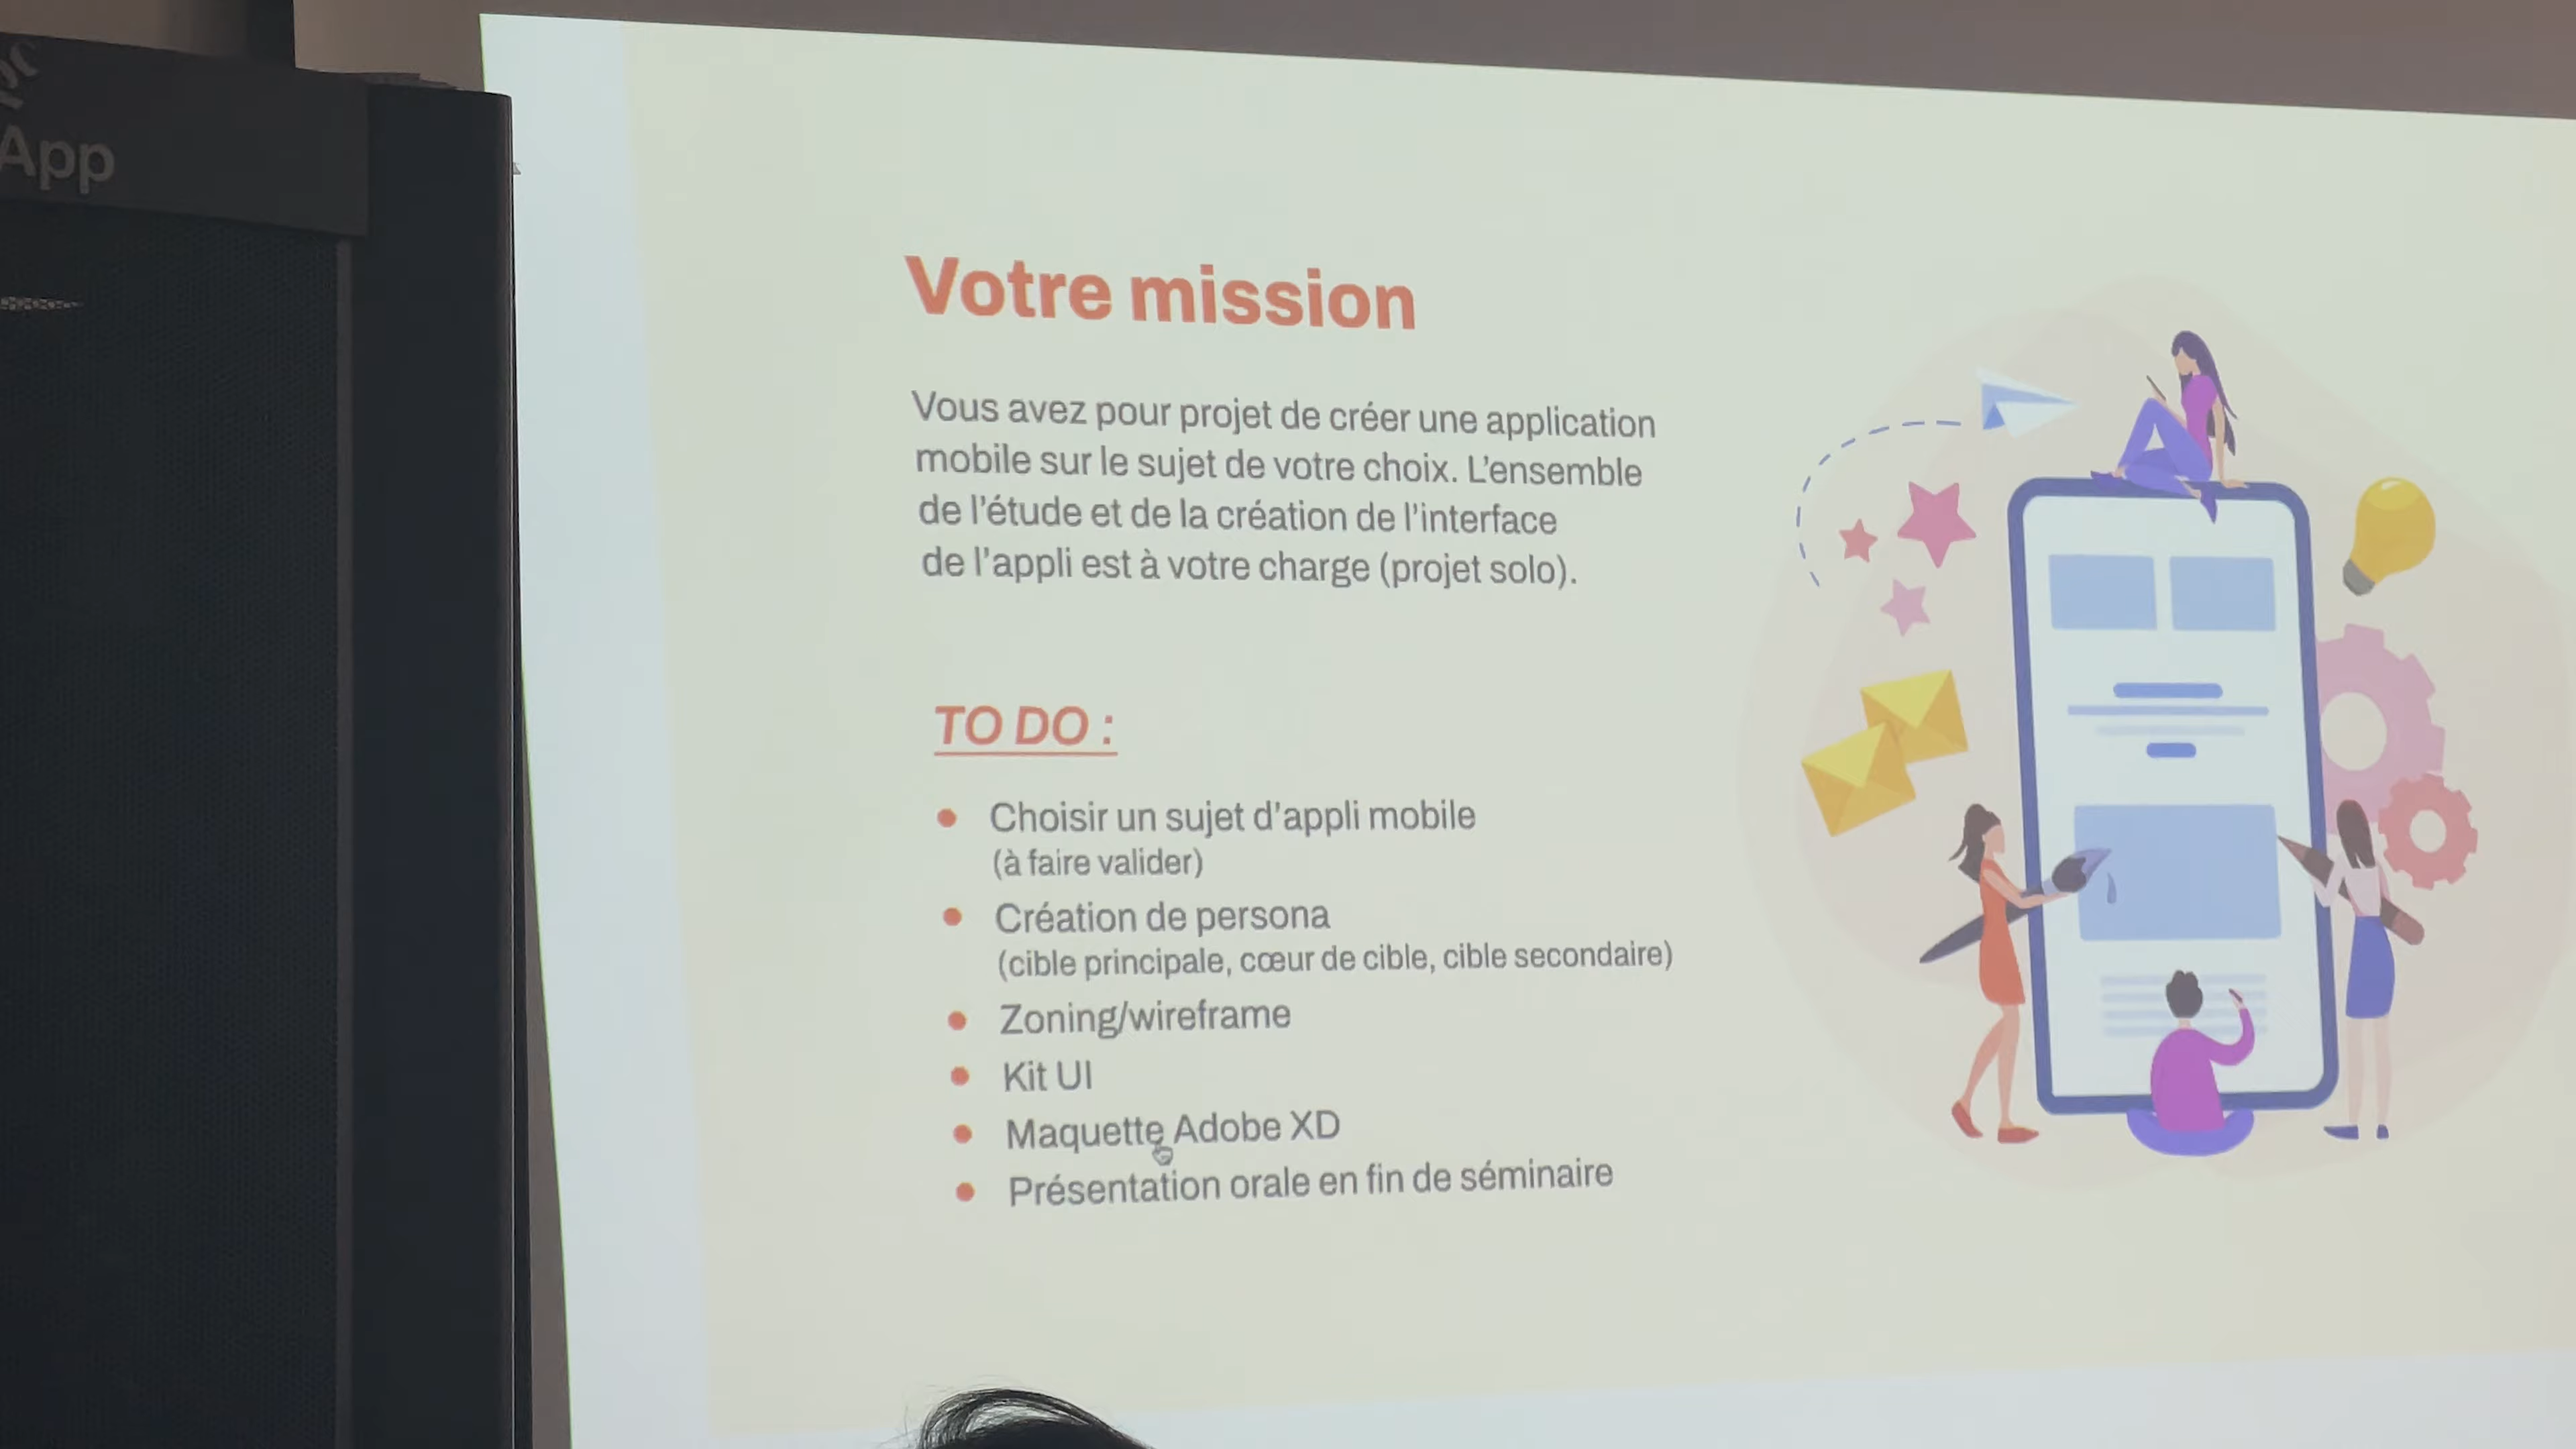 App
Votre mission
Vous avez pour projet de créer une application
mobile sur le sujet de votre choix. L'ensemble
de l'étude et de la création de l'interface
de l'appli est à votre charge (projet solo).
TO DO :
Choisir un sujet d'appli mobile
(à faire valider)
Création de persona
(cible principale, cœur de cible, cible secondaire)
Zoning/wireframe
Kit UI
Maquette Adobe XD
Présentation orale en fin de séminaire